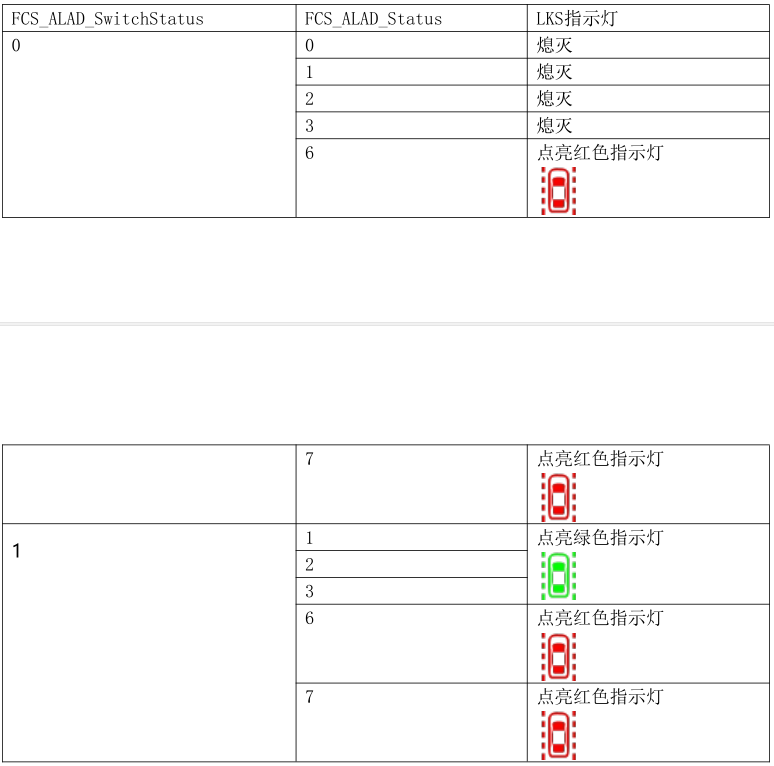 FCS_ALAD_SwitchStatus FCS_ALAD_Status LKS指示灯
0 0 熄灭
1 熄灭
2 熄灭
3 熄灭
6 点亮红色指示灯
7 点亮红色指示灯
1 1 点亮绿色指示灯
2
3
6 点亮红色指示灯
7 点亮红色指示灯